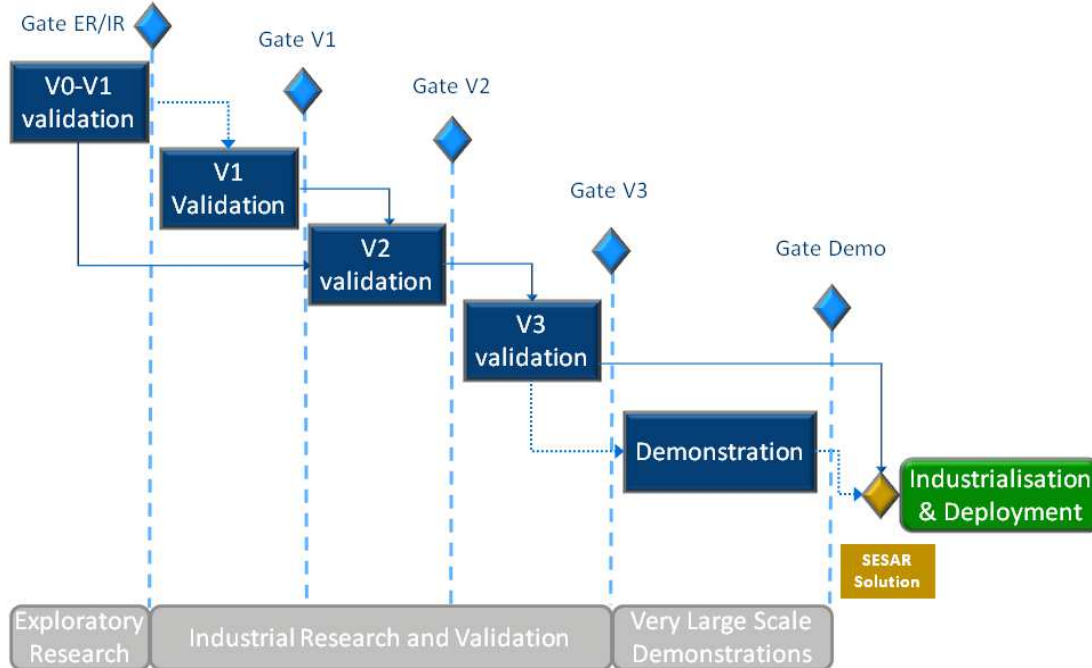 Gate ER/IR
Gate V1
V0-V1
validation
Gate V2
V1
Validation
Gate V3
V2
validation
Gate Demo
V3
validation
Demonstration
Industrialisation
& Deployment
SESAR
Solution
Exploratory
Research
Industrial Research and Validation
Very Large Scale
Demonstrations